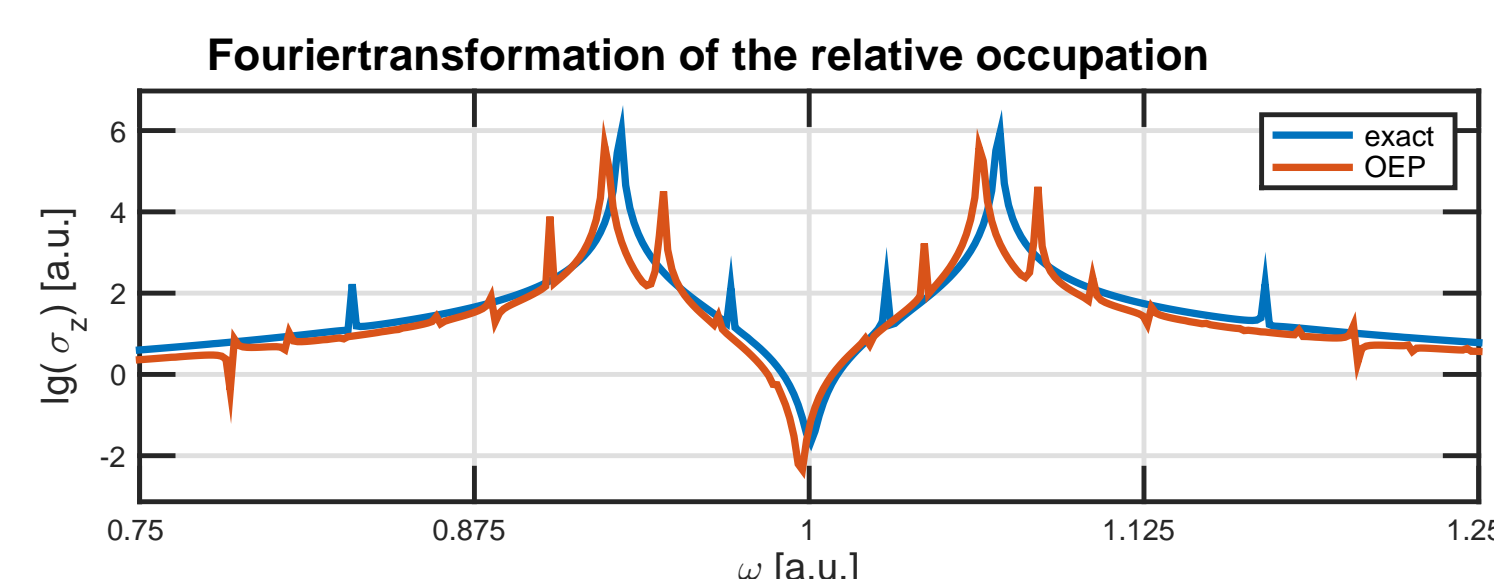 Fouriertransformation of the relative occupation
exact
OEP
lg( σz) [a.u.]
6
4
2
0
-2
0.75
0.875
1
1.125
1.25
ω [a.u.]